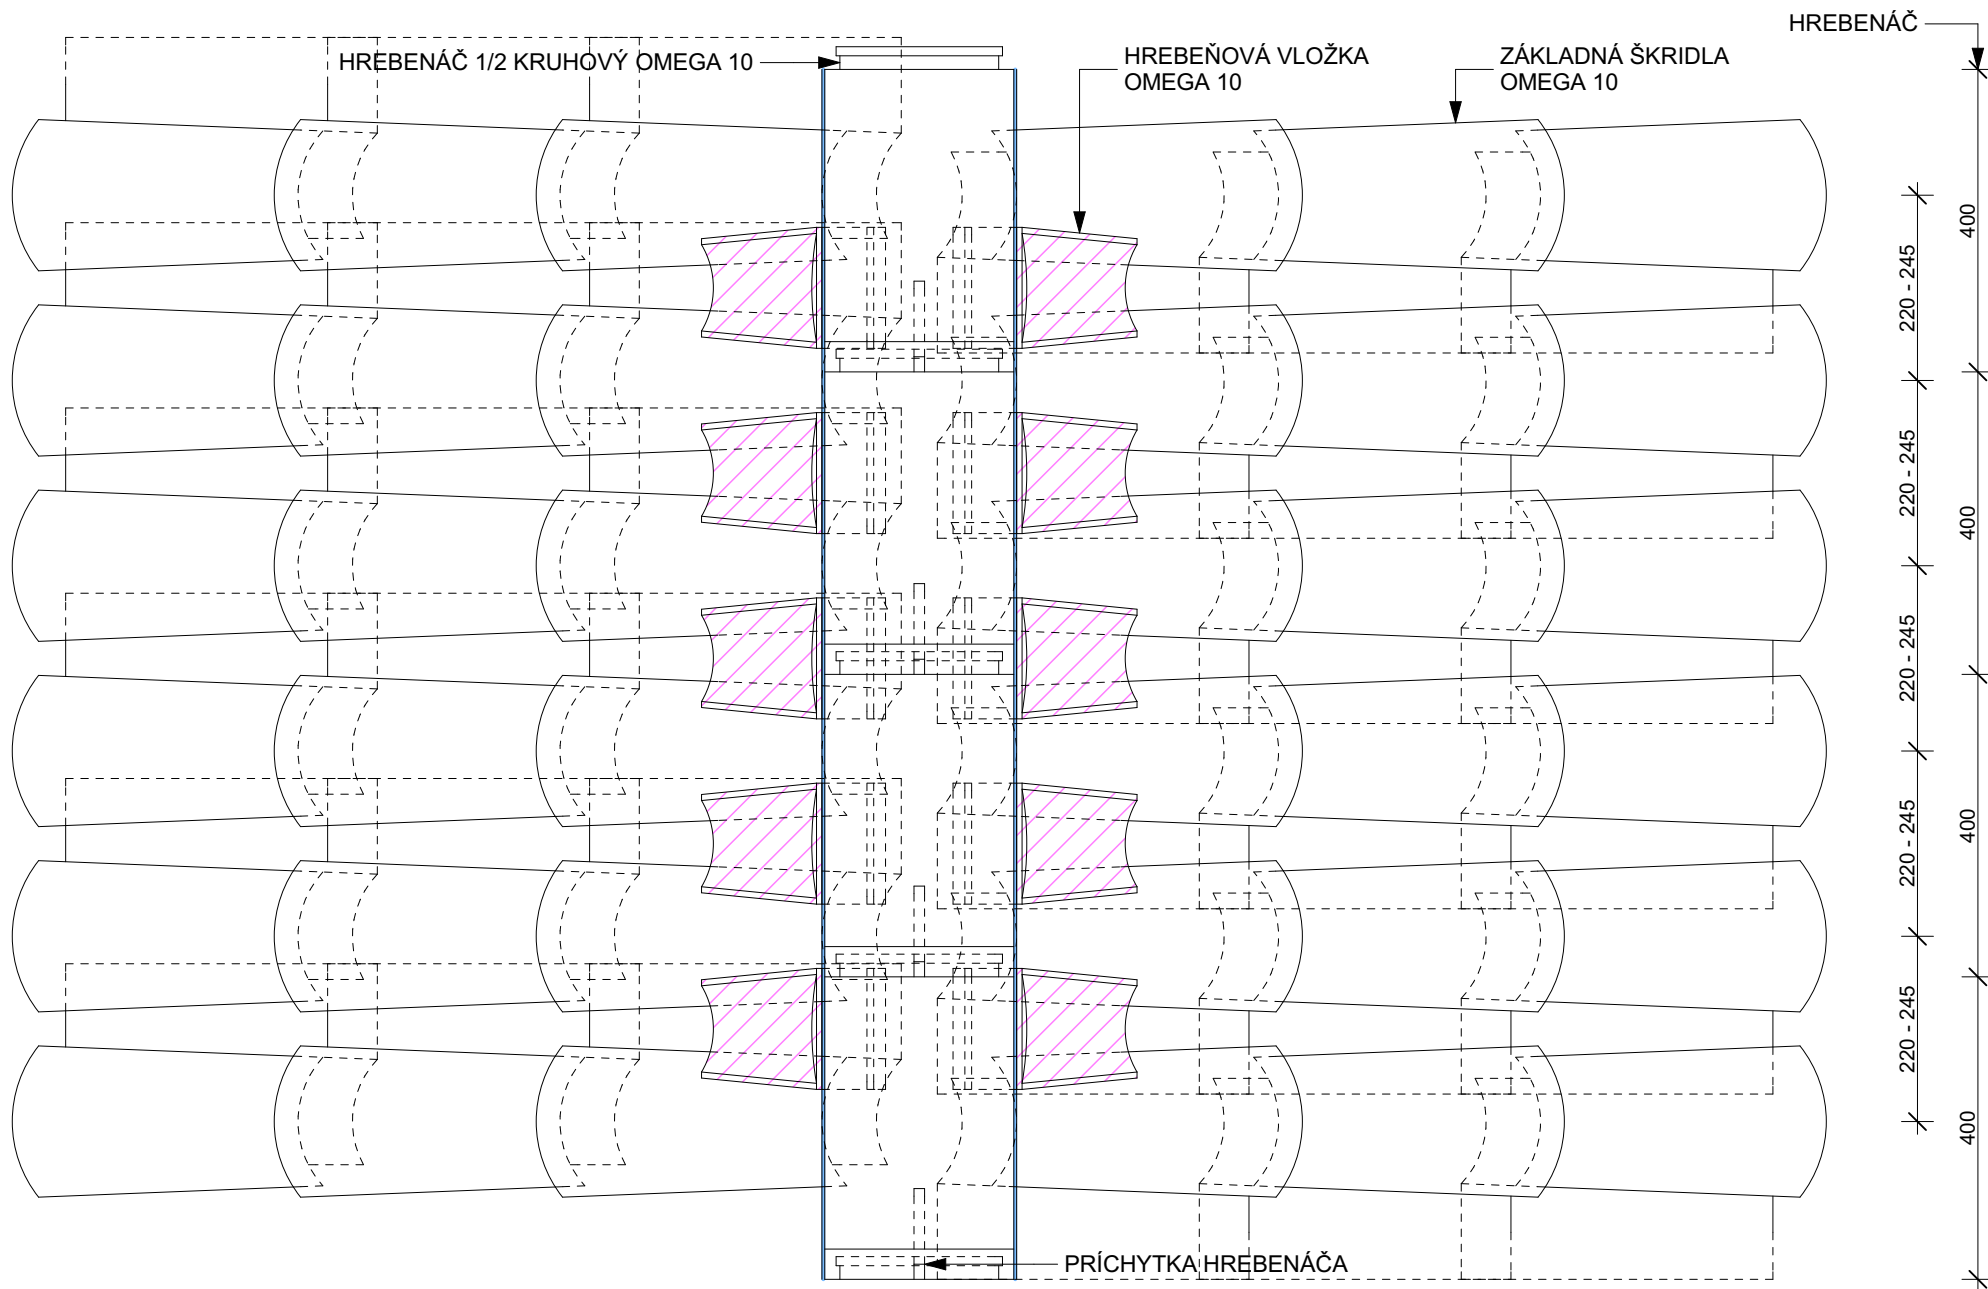 HREBENÁČ
HREBENÁČ 1/2 KRUHOVÝ OMEGA 10
HREBEŇOVÁ VLOŽKA
OMEGA 10
ZÁKLADNÁ ŠKRIDLA
OMEGA 10
400
220 - 245
220 - 245
400
220 - 245
220 - 245
400
220 - 245
400
PRÍCHYTKA HREBENÁČA